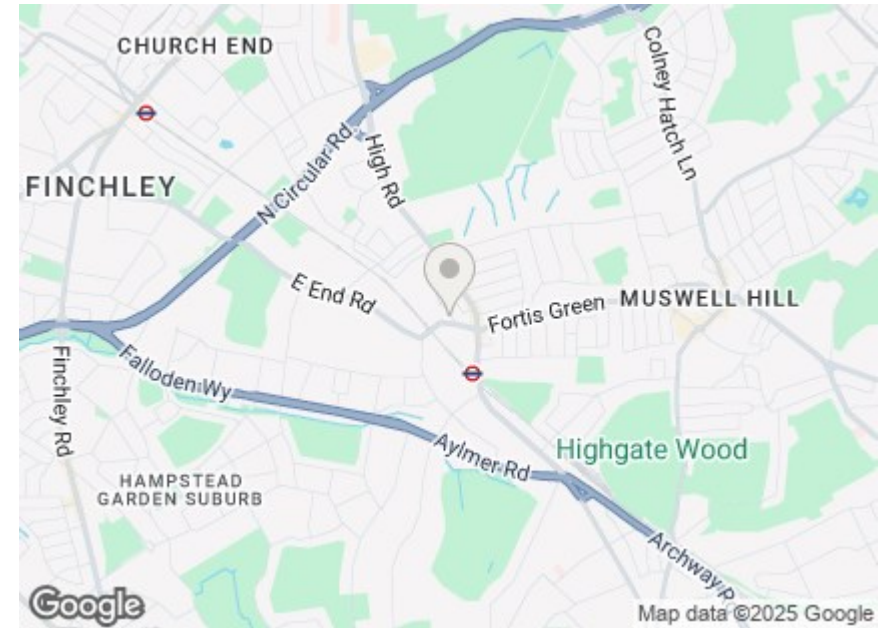 CHURCH END
Colney Hatch Ln
N Circular Rd
High Rd
FINCHLEY
E End Rd
Fortis Green
MUSWELL HILL
Finchley Rd
Falloden Wy
Aylmer Rd
Highgate Wood
HAMPSTEAD
GARDEN SUBURB
Archway R
Google
Map data ©2025 Google